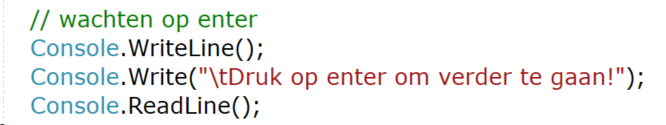 // wachten op enter
Console.WriteLine();
Console.Write("\tDruk op enter om verder te gaan!");
Console.ReadLine();